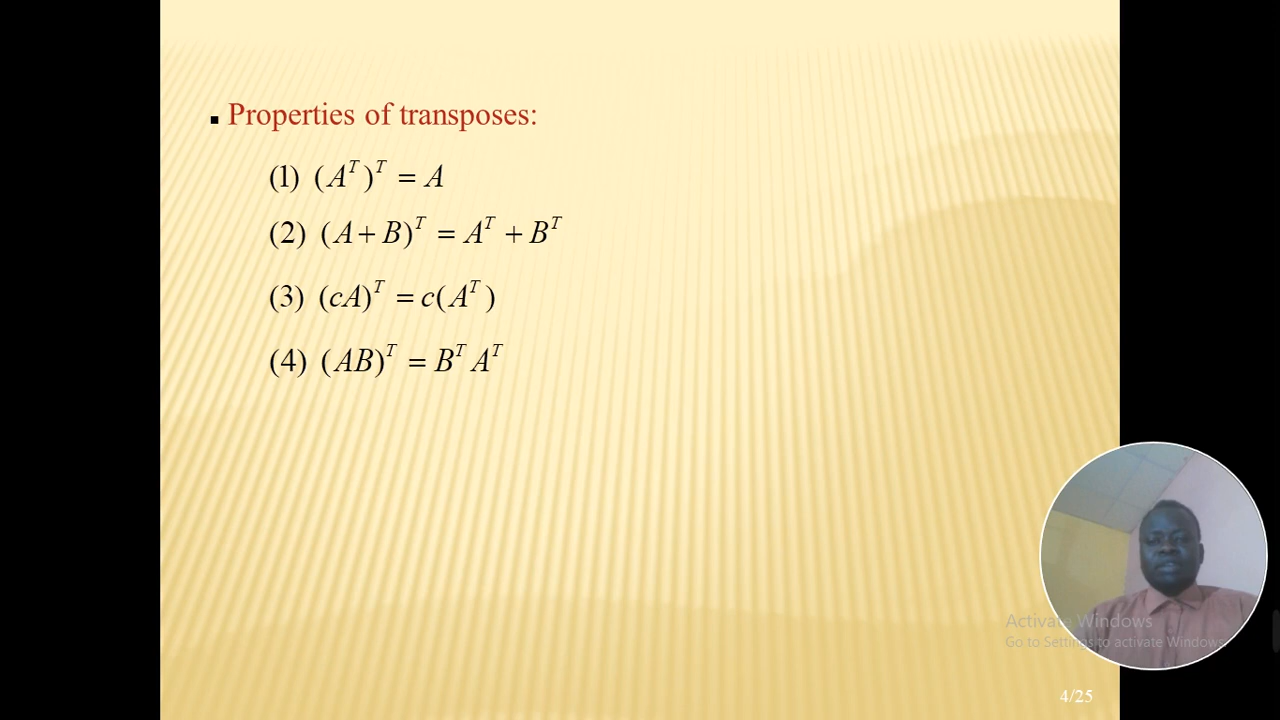 ▪ Properties of transposes:
(1) (A^T)^T = A
(2) (A + B)^T = A^T + B^T
(3) (cA)^T = c(A^T)
(4) (AB)^T = B^T A^T
Activate Windows
Go to Settings to activate Windows.
4/25